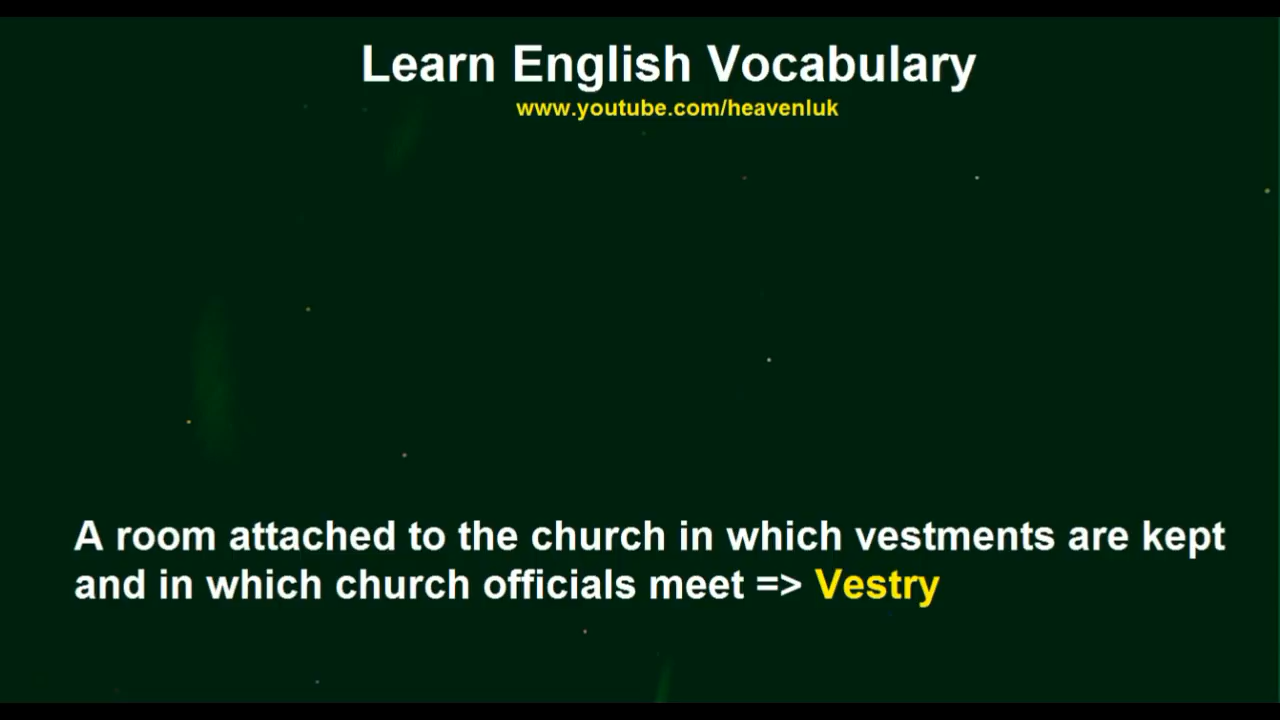 Learn English Vocabulary
www.youtube.com/heavenluk
A room attached to the church in which vestments are kept
and in which church officials meet => Vestry